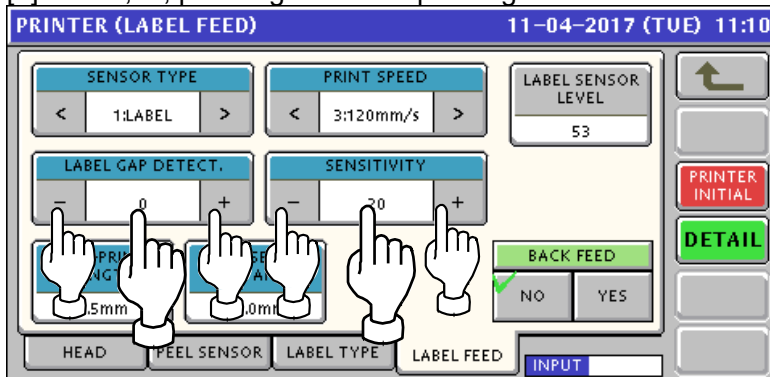 PRINTER (LABEL FEED) 11-04-2017 (TUE) 11:10
SENSOR TYPE
< 1:LABEL >
PRINT SPEED
< 3:120mm/s >
LABEL SENSOR
LEVEL
53
LABEL GAP DETECT.
- 0 +
SENSITIVITY
- 30 +
PRINTER
INITIAL
DETAIL
.5mm
BACK FEED
NO YES
HEAD PEEL SENSOR LABEL TYPE LABEL FEED INPUT